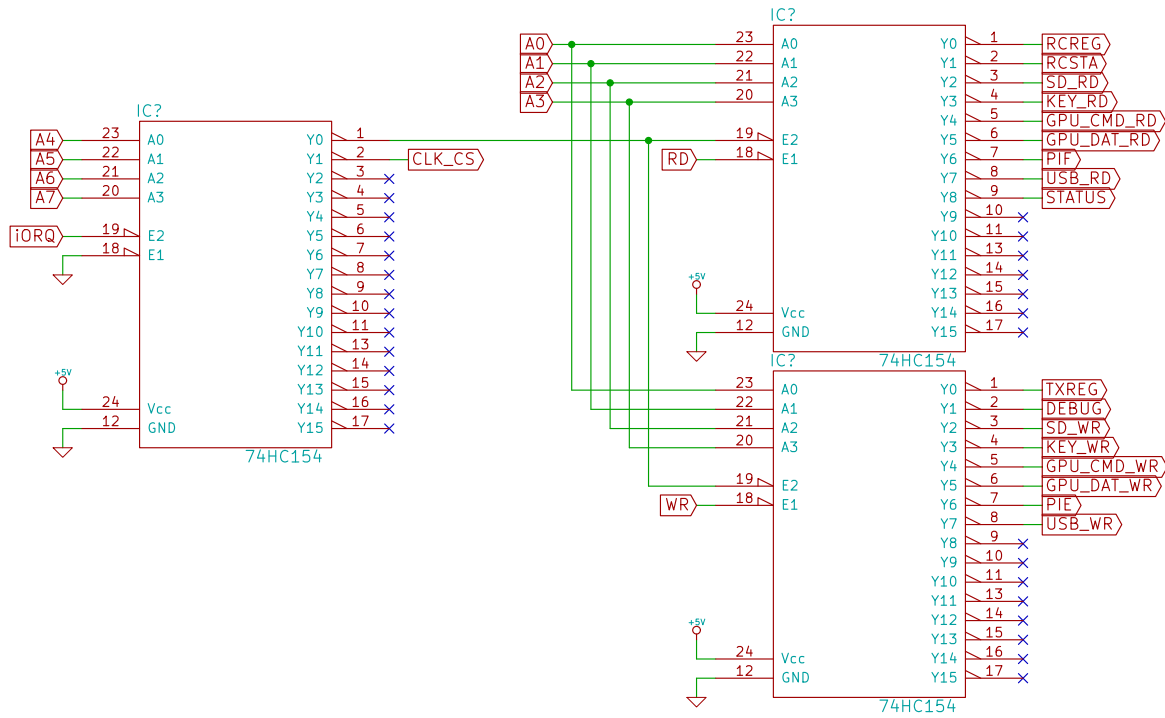 IC?
A4 23 A0 Y0 1
A5 22 A1 Y1 2 CLK_CS
A6 21 A2 Y2 3
A7 20 A3 Y3 4
Y4 5
iORQ 19 E2 Y5 6
18 E1 Y6 7
Y7 8
Y8 9
Y9 10
Y10 11
Y11 13
+5V Y12 14
Y13 15
24 Vcc Y14 16
12 GND Y15 17
74HC154
IC?
A0 23 A0 Y0 1 RCREG
A1 22 A1 Y1 2 RCSTA
A2 21 A2 Y2 3 SD_RD
A3 20 A3 Y3 4 KEY_RD
Y4 5 GPU_CMD_RD
19 E2 Y5 6 GPU_DAT_RD
RD 18 E1 Y6 7 PIF
Y7 8 USB_RD
Y8 9 STATUS
Y9 10
Y10 11
Y11 13
+5V Y12 14
Y13 15
24 Vcc Y14 16
12 GND Y15 17
74HC154
IC?
23 A0 Y0 1 TXREG
22 A1 Y1 2 DEBUG
21 A2 Y2 3 SD_WR
20 A3 Y3 4 KEY_WR
Y4 5 GPU_CMD_WR
19 E2 Y5 6 GPU_DAT_WR
WR 18 E1 Y6 7 PIE
Y7 8 USB_WR
Y8 9
Y9 10
Y10 11
Y11 13
+5V Y12 14
Y13 15
24 Vcc Y14 16
12 GND Y15 17
74HC154